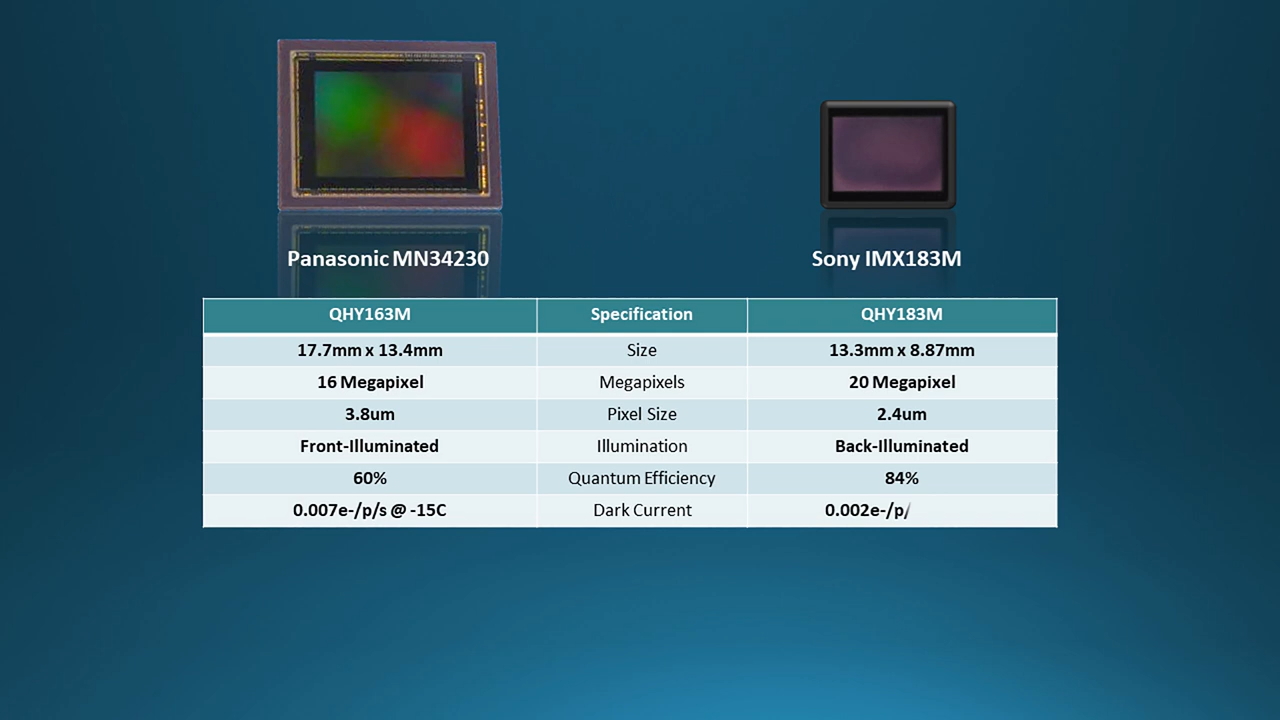 Panasonic MN34230
Sony IMX183M
QHY163M Specification QHY183M
17.7mm x 13.4mm Size 13.3mm x 8.87mm
16 Megapixel Megapixels 20 Megapixel
3.8um Pixel Size 2.4um
Front-Illuminated Illumination Back-Illuminated
60% Quantum Efficiency 84%
0.007e-/p/s @ -15C Dark Current 0.002e-/p/